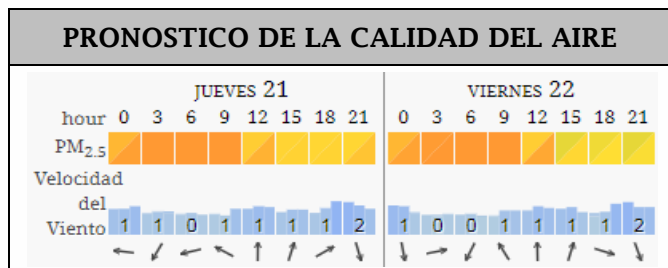 PRONOSTICO DE LA CALIDAD DEL AIRE
JUEVES 21 VIERNES 22
hour 0 3 6 9 12 15 18 21 0 3 6 9 12 15 18 21
PM2.5
Velocidad
del
Viento 1 1 0 1 1 1 1 2 1 0 0 1 1 1 1 2